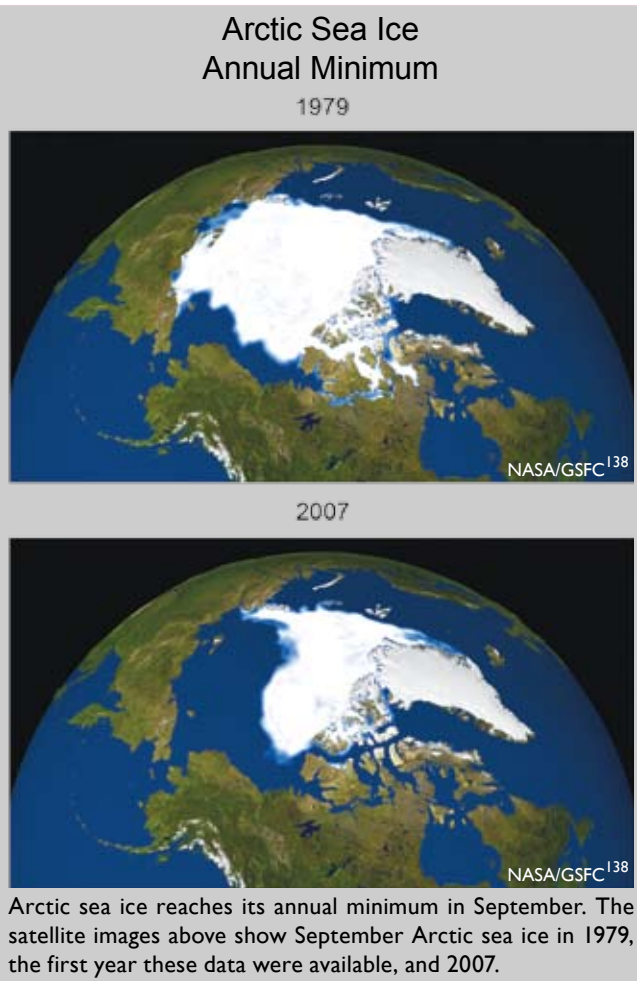 Arctic Sea Ice
Annual Minimum
1979
NASA/GSFC138
2007
NASA/GSFC138
Arctic sea ice reaches its annual minimum in September. The
satellite images above show September Arctic sea ice in 1979,
the first year these data were available, and 2007.